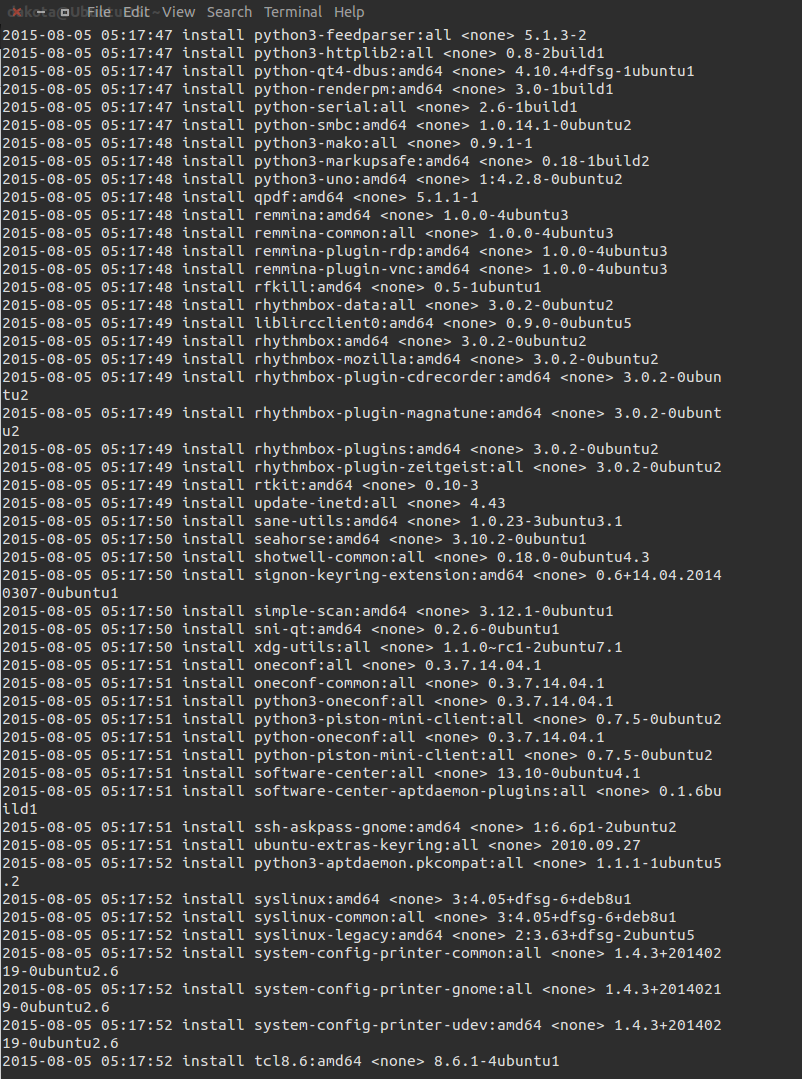 File Edit View Search Terminal Help
2015-08-05 05:17:47 install python3-feedparser:all <none> 5.1.3-2
2015-08-05 05:17:47 install python3-httplib2:all <none> 0.8-2build1
2015-08-05 05:17:47 install python-qt4-dbus:amd64 <none> 4.10.4+dfsg-1ubuntu1
2015-08-05 05:17:47 install python-renderpm:amd64 <none> 3.0-1build1
2015-08-05 05:17:47 install python-serial:all <none> 2.6-1build1
2015-08-05 05:17:47 install python-smbc:amd64 <none> 1.0.14.1-0ubuntu2
2015-08-05 05:17:48 install python3-mako:all <none> 0.9.1-1
2015-08-05 05:17:48 install python3-markupsafe:amd64 <none> 0.18-1build2
2015-08-05 05:17:48 install python3-uno:amd64 <none> 1:4.2.8-0ubuntu2
2015-08-05 05:17:48 install qpdf:amd64 <none> 5.1.1-1
2015-08-05 05:17:48 install remmina:amd64 <none> 1.0.0-4ubuntu3
2015-08-05 05:17:48 install remmina-common:all <none> 1.0.0-4ubuntu3
2015-08-05 05:17:48 install remmina-plugin-rdp:amd64 <none> 1.0.0-4ubuntu3
2015-08-05 05:17:48 install remmina-plugin-vnc:amd64 <none> 1.0.0-4ubuntu3
2015-08-05 05:17:48 install rfkill:amd64 <none> 0.5-1ubuntu1
2015-08-05 05:17:48 install rhythmbox-data:all <none> 3.0.2-0ubuntu2
2015-08-05 05:17:49 install liblircclient0:amd64 <none> 0.9.0-0ubuntu5
2015-08-05 05:17:49 install rhythmbox:amd64 <none> 3.0.2-0ubuntu2
2015-08-05 05:17:49 install rhythmbox-mozilla:amd64 <none> 3.0.2-0ubuntu2
2015-08-05 05:17:49 install rhythmbox-plugin-cdrecorder:amd64 <none> 3.0.2-0ubun
tu2
2015-08-05 05:17:49 install rhythmbox-plugin-magnatune:amd64 <none> 3.0.2-0ubunt
u2
2015-08-05 05:17:49 install rhythmbox-plugins:amd64 <none> 3.0.2-0ubuntu2
2015-08-05 05:17:49 install rhythmbox-plugin-zeitgeist:all <none> 3.0.2-0ubuntu2
2015-08-05 05:17:49 install rtkit:amd64 <none> 0.10-3
2015-08-05 05:17:49 install update-inetd:all <none> 4.43
2015-08-05 05:17:50 install sane-utils:amd64 <none> 1.0.23-3ubuntu3.1
2015-08-05 05:17:50 install seahorse:amd64 <none> 3.10.2-0ubuntu1
2015-08-05 05:17:50 install shotwell-common:all <none> 0.18.0-0ubuntu4.3
2015-08-05 05:17:50 install signon-keyring-extension:amd64 <none> 0.6+14.04.2014
0307-0ubuntu1
2015-08-05 05:17:50 install simple-scan:amd64 <none> 3.12.1-0ubuntu1
2015-08-05 05:17:50 install sni-qt:amd64 <none> 0.2.6-0ubuntu1
2015-08-05 05:17:50 install xdg-utils:all <none> 1.1.0~rc1-2ubuntu7.1
2015-08-05 05:17:51 install oneconf:all <none> 0.3.7.14.04.1
2015-08-05 05:17:51 install oneconf-common:all <none> 0.3.7.14.04.1
2015-08-05 05:17:51 install python3-oneconf:all <none> 0.3.7.14.04.1
2015-08-05 05:17:51 install python3-piston-mini-client:all <none> 0.7.5-0ubuntu2
2015-08-05 05:17:51 install python-oneconf:all <none> 0.3.7.14.04.1
2015-08-05 05:17:51 install python-piston-mini-client:all <none> 0.7.5-0ubuntu2
2015-08-05 05:17:51 install software-center:all <none> 13.10-0ubuntu4.1
2015-08-05 05:17:51 install software-center-aptdaemon-plugins:all <none> 0.1.6bu
ild1
2015-08-05 05:17:51 install ssh-askpass-gnome:amd64 <none> 1:6.6p1-2ubuntu2
2015-08-05 05:17:51 install ubuntu-extras-keyring:all <none> 2010.09.27
2015-08-05 05:17:52 install python3-aptdaemon.pkcompat:all <none> 1.1.1-1ubuntu5
.2
2015-08-05 05:17:52 install syslinux:amd64 <none> 3:4.05+dfsg-6+deb8u1
2015-08-05 05:17:52 install syslinux-common:all <none> 3:4.05+dfsg-6+deb8u1
2015-08-05 05:17:52 install syslinux-legacy:amd64 <none> 2:3.63+dfsg-2ubuntu5
2015-08-05 05:17:52 install system-config-printer-common:all <none> 1.4.3+201402
19-0ubuntu2.6
2015-08-05 05:17:52 install system-config-printer-gnome:all <none> 1.4.3+2014021
9-0ubuntu2.6
2015-08-05 05:17:52 install system-config-printer-udev:amd64 <none> 1.4.3+201402
19-0ubuntu2.6
2015-08-05 05:17:52 install tcl8.6:amd64 <none> 8.6.1-4ubuntu1